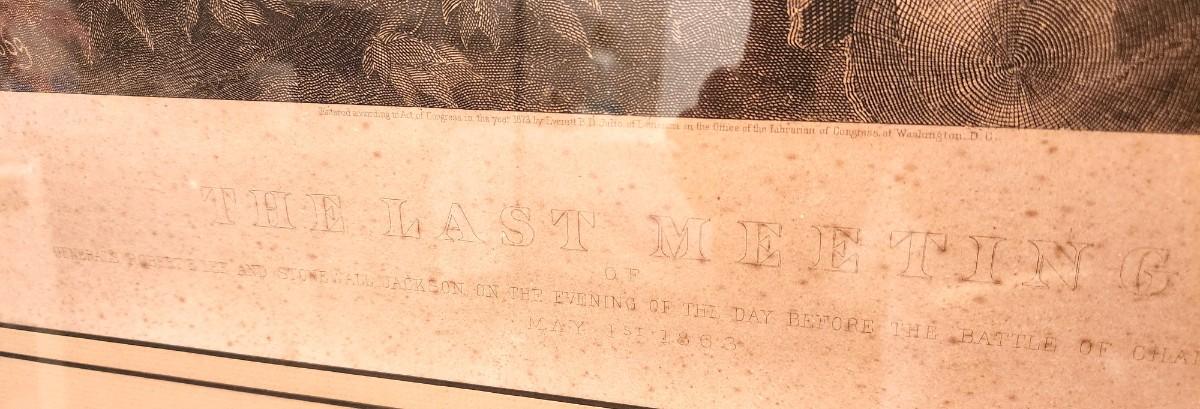 Entered according to Act of Congress in the year 1873 by Everett B. D. Julio, of in the Office of the Librarian of Congress, at Washington. D. C.
THE LAST MEETING
OF
GENERALS ROBERT E. LEE AND STONEWALL JACKSON, ON THE EVENING OF THE DAY BEFORE THE BATTLE OF CHA
MAY 1ST 1863